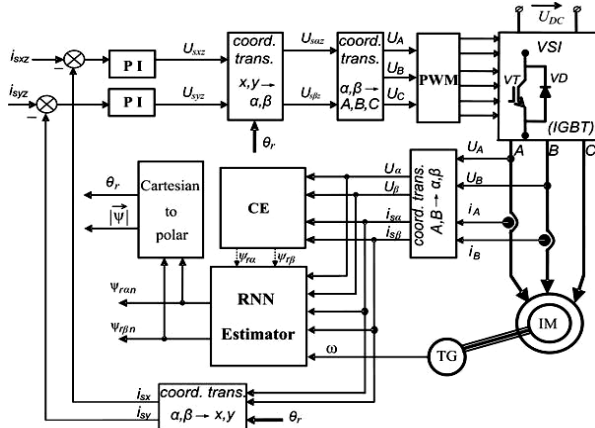 i_sxz
P I
U_sxz
coord. trans. x,y→ α,β
U_sαz
coord. trans. α,β→ A,B,C
U_A
PWM
U_DC
VSI
VT
VD
(IGBT)
i_syz
P I
U_syz
U_sβz
U_B
U_C
θ_r
A
B
C
θ_r
|Ψ|
Cartesian to polar
CE
U_α
U_β
i_sα
i_sβ
coord. trans. A,B→ α,β
U_A
U_B
i_A
i_B
Ψ_rα
Ψ_rβ
Ψ_rαn
Ψ_rβn
RNN Estimator
ω
TG
IM
i_sx
i_sy
coord. trans. α,β→ x,y
θ_r